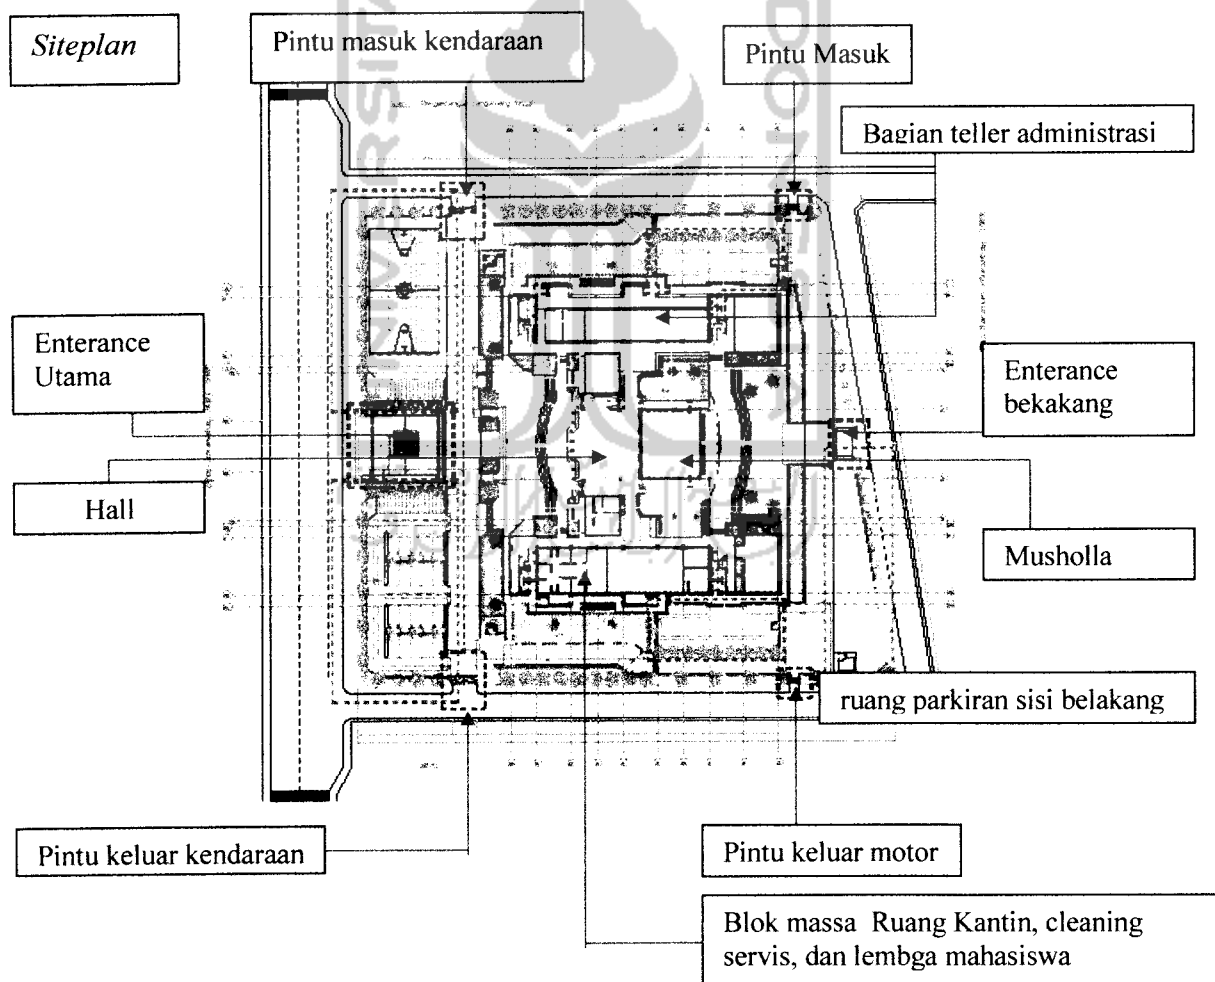 Siteplan
Pintu masuk kendaraan
Pintu Masuk
Bagian teller administrasi
Enterance
Utama
Enterance
bekakang
Hall
Musholla
ruang parkiran sisi belakang
Pintu keluar kendaraan
Pintu keluar motor
Blok massa Ruang Kantin, cleaning
servis, dan lembga mahasiswa